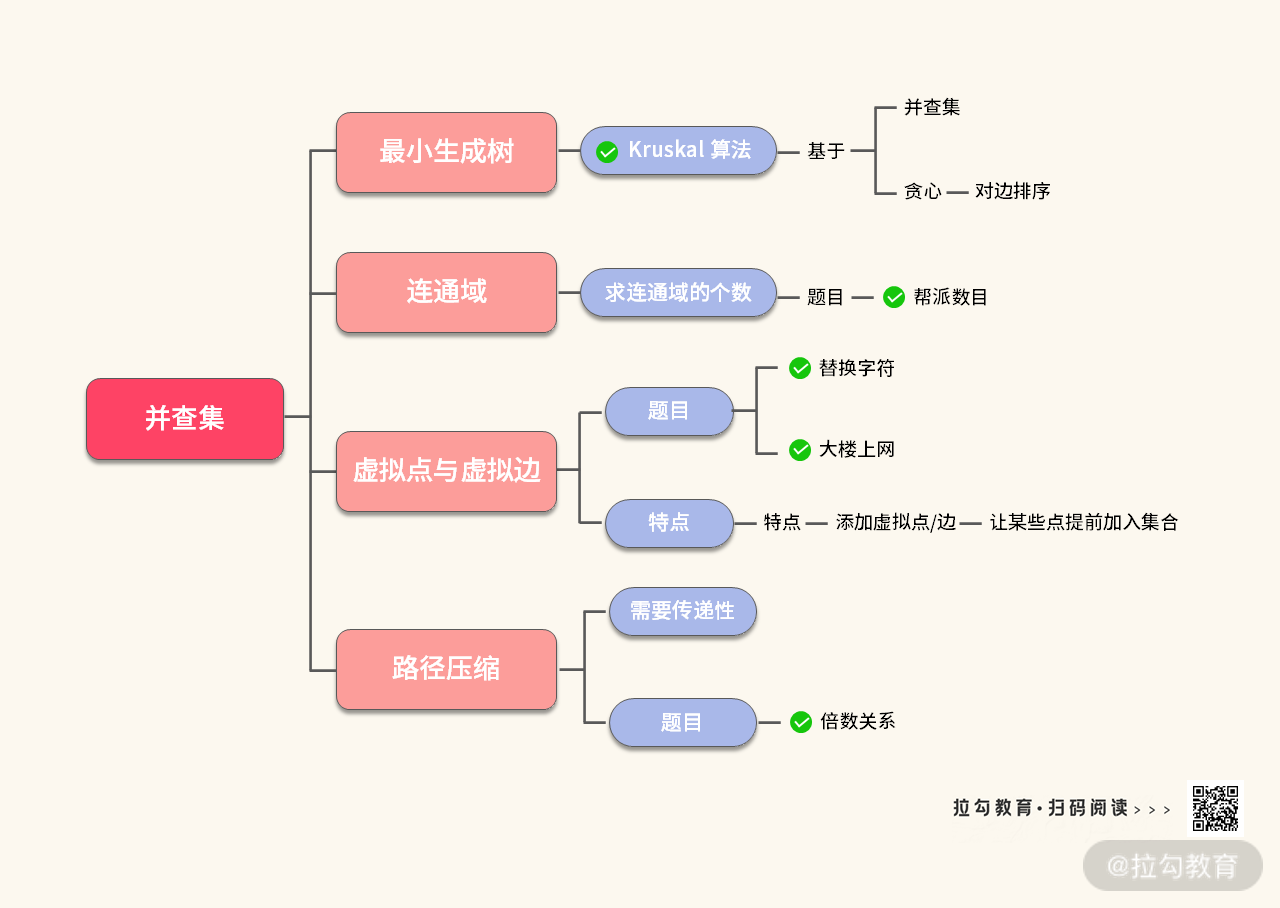 并查集
最小生成树
Kruskal 算法
基于
并查集
贪心
对边排序
连通域
求连通域的个数
题目
帮派数目
虚拟点与虚拟边
题目
替换字符
大楼上网
特点
特点
添加虚拟点/边
让某些点提前加入集合
路径压缩
需要传递性
题目
倍数关系
拉勾教育·扫码阅读>>>
@拉勾教育